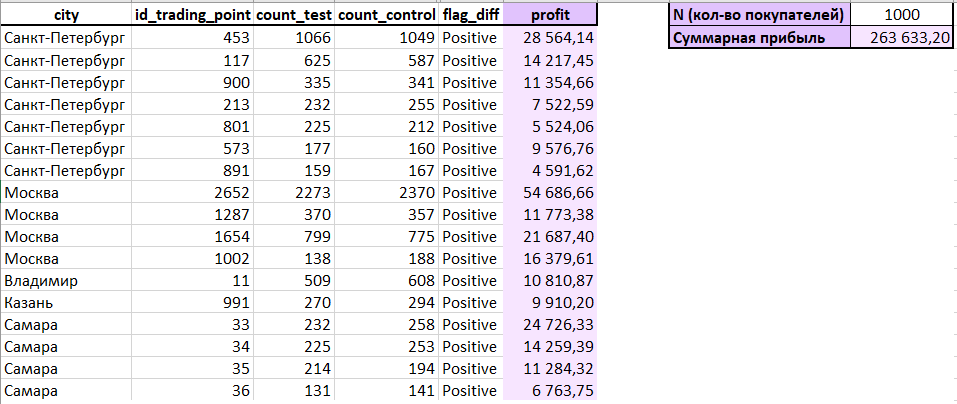 city id_trading_point count_test count_control flag_diff profit N (кол-во покупателей) 1000
Санкт-Петербург 453 1066 1049 Positive 28 564,14 Суммарная прибыль 263 633,20
Санкт-Петербург 117 625 587 Positive 14 217,45
Санкт-Петербург 900 335 341 Positive 11 354,66
Санкт-Петербург 213 232 255 Positive 7 522,59
Санкт-Петербург 801 225 212 Positive 5 524,06
Санкт-Петербург 573 177 160 Positive 9 576,76
Санкт-Петербург 891 159 167 Positive 4 591,62
Москва 2652 2273 2370 Positive 54 686,66
Москва 1287 370 357 Positive 11 773,38
Москва 1654 799 775 Positive 21 687,40
Москва 1002 138 188 Positive 16 379,61
Владимир 11 509 608 Positive 10 810,87
Казань 991 270 294 Positive 9 910,20
Самара 33 232 258 Positive 24 726,33
Самара 34 225 253 Positive 14 259,39
Самара 35 214 194 Positive 11 284,32
Самара 36 131 141 Positive 6 763,75